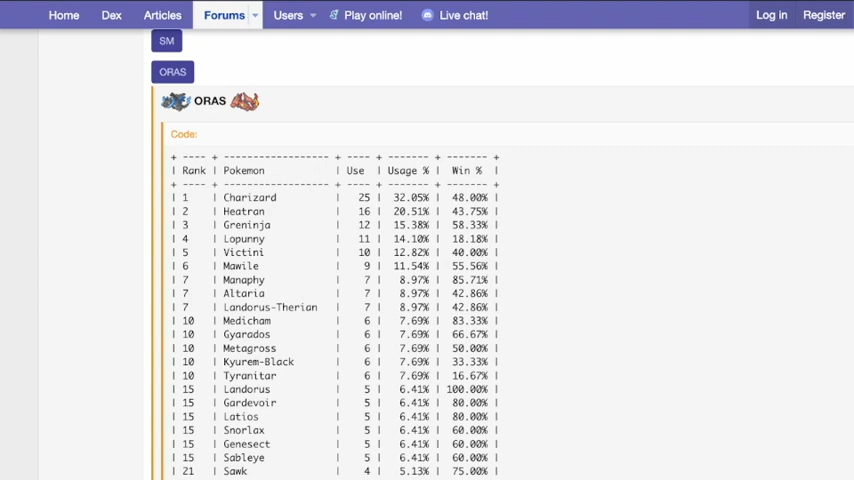 Home Dex Articles Forums Users Play online! Live chat! Log in Register
SM
ORAS
ORAS
Code:
+ ---- + ------------------ + ---- + ------- + ------- +
| Rank | Pokemon | Use | Usage % | Win % |
+ ---- + ------------------ + ---- + ------- + ------- +
| 1 | Charizard | 25 | 32.05% | 48.00% |
| 2 | Heatran | 16 | 20.51% | 43.75% |
| 3 | Greninja | 12 | 15.38% | 58.33% |
| 4 | Lopunny | 11 | 14.10% | 18.18% |
| 5 | Victini | 10 | 12.82% | 40.00% |
| 6 | Mawile | 9 | 11.54% | 55.56% |
| 7 | Manaphy | 7 | 8.97% | 85.71% |
| 7 | Altaria | 7 | 8.97% | 42.86% |
| 7 | Landorus-Therian | 7 | 8.97% | 42.86% |
| 10 | Medicham | 6 | 7.69% | 83.33% |
| 10 | Gyarados | 6 | 7.69% | 66.67% |
| 10 | Metagross | 6 | 7.69% | 50.00% |
| 10 | Kyurem-Black | 6 | 7.69% | 33.33% |
| 10 | Tyranitar | 6 | 7.69% | 16.67% |
| 15 | Landorus | 5 | 6.41% | 100.00% |
| 15 | Gardevoir | 5 | 6.41% | 80.00% |
| 15 | Latios | 5 | 6.41% | 80.00% |
| 15 | Snorlax | 5 | 6.41% | 60.00% |
| 15 | Genesect | 5 | 6.41% | 60.00% |
| 15 | Sableye | 5 | 6.41% | 60.00% |
| 21 | Sawk | 4 | 5.13% | 75.00% |